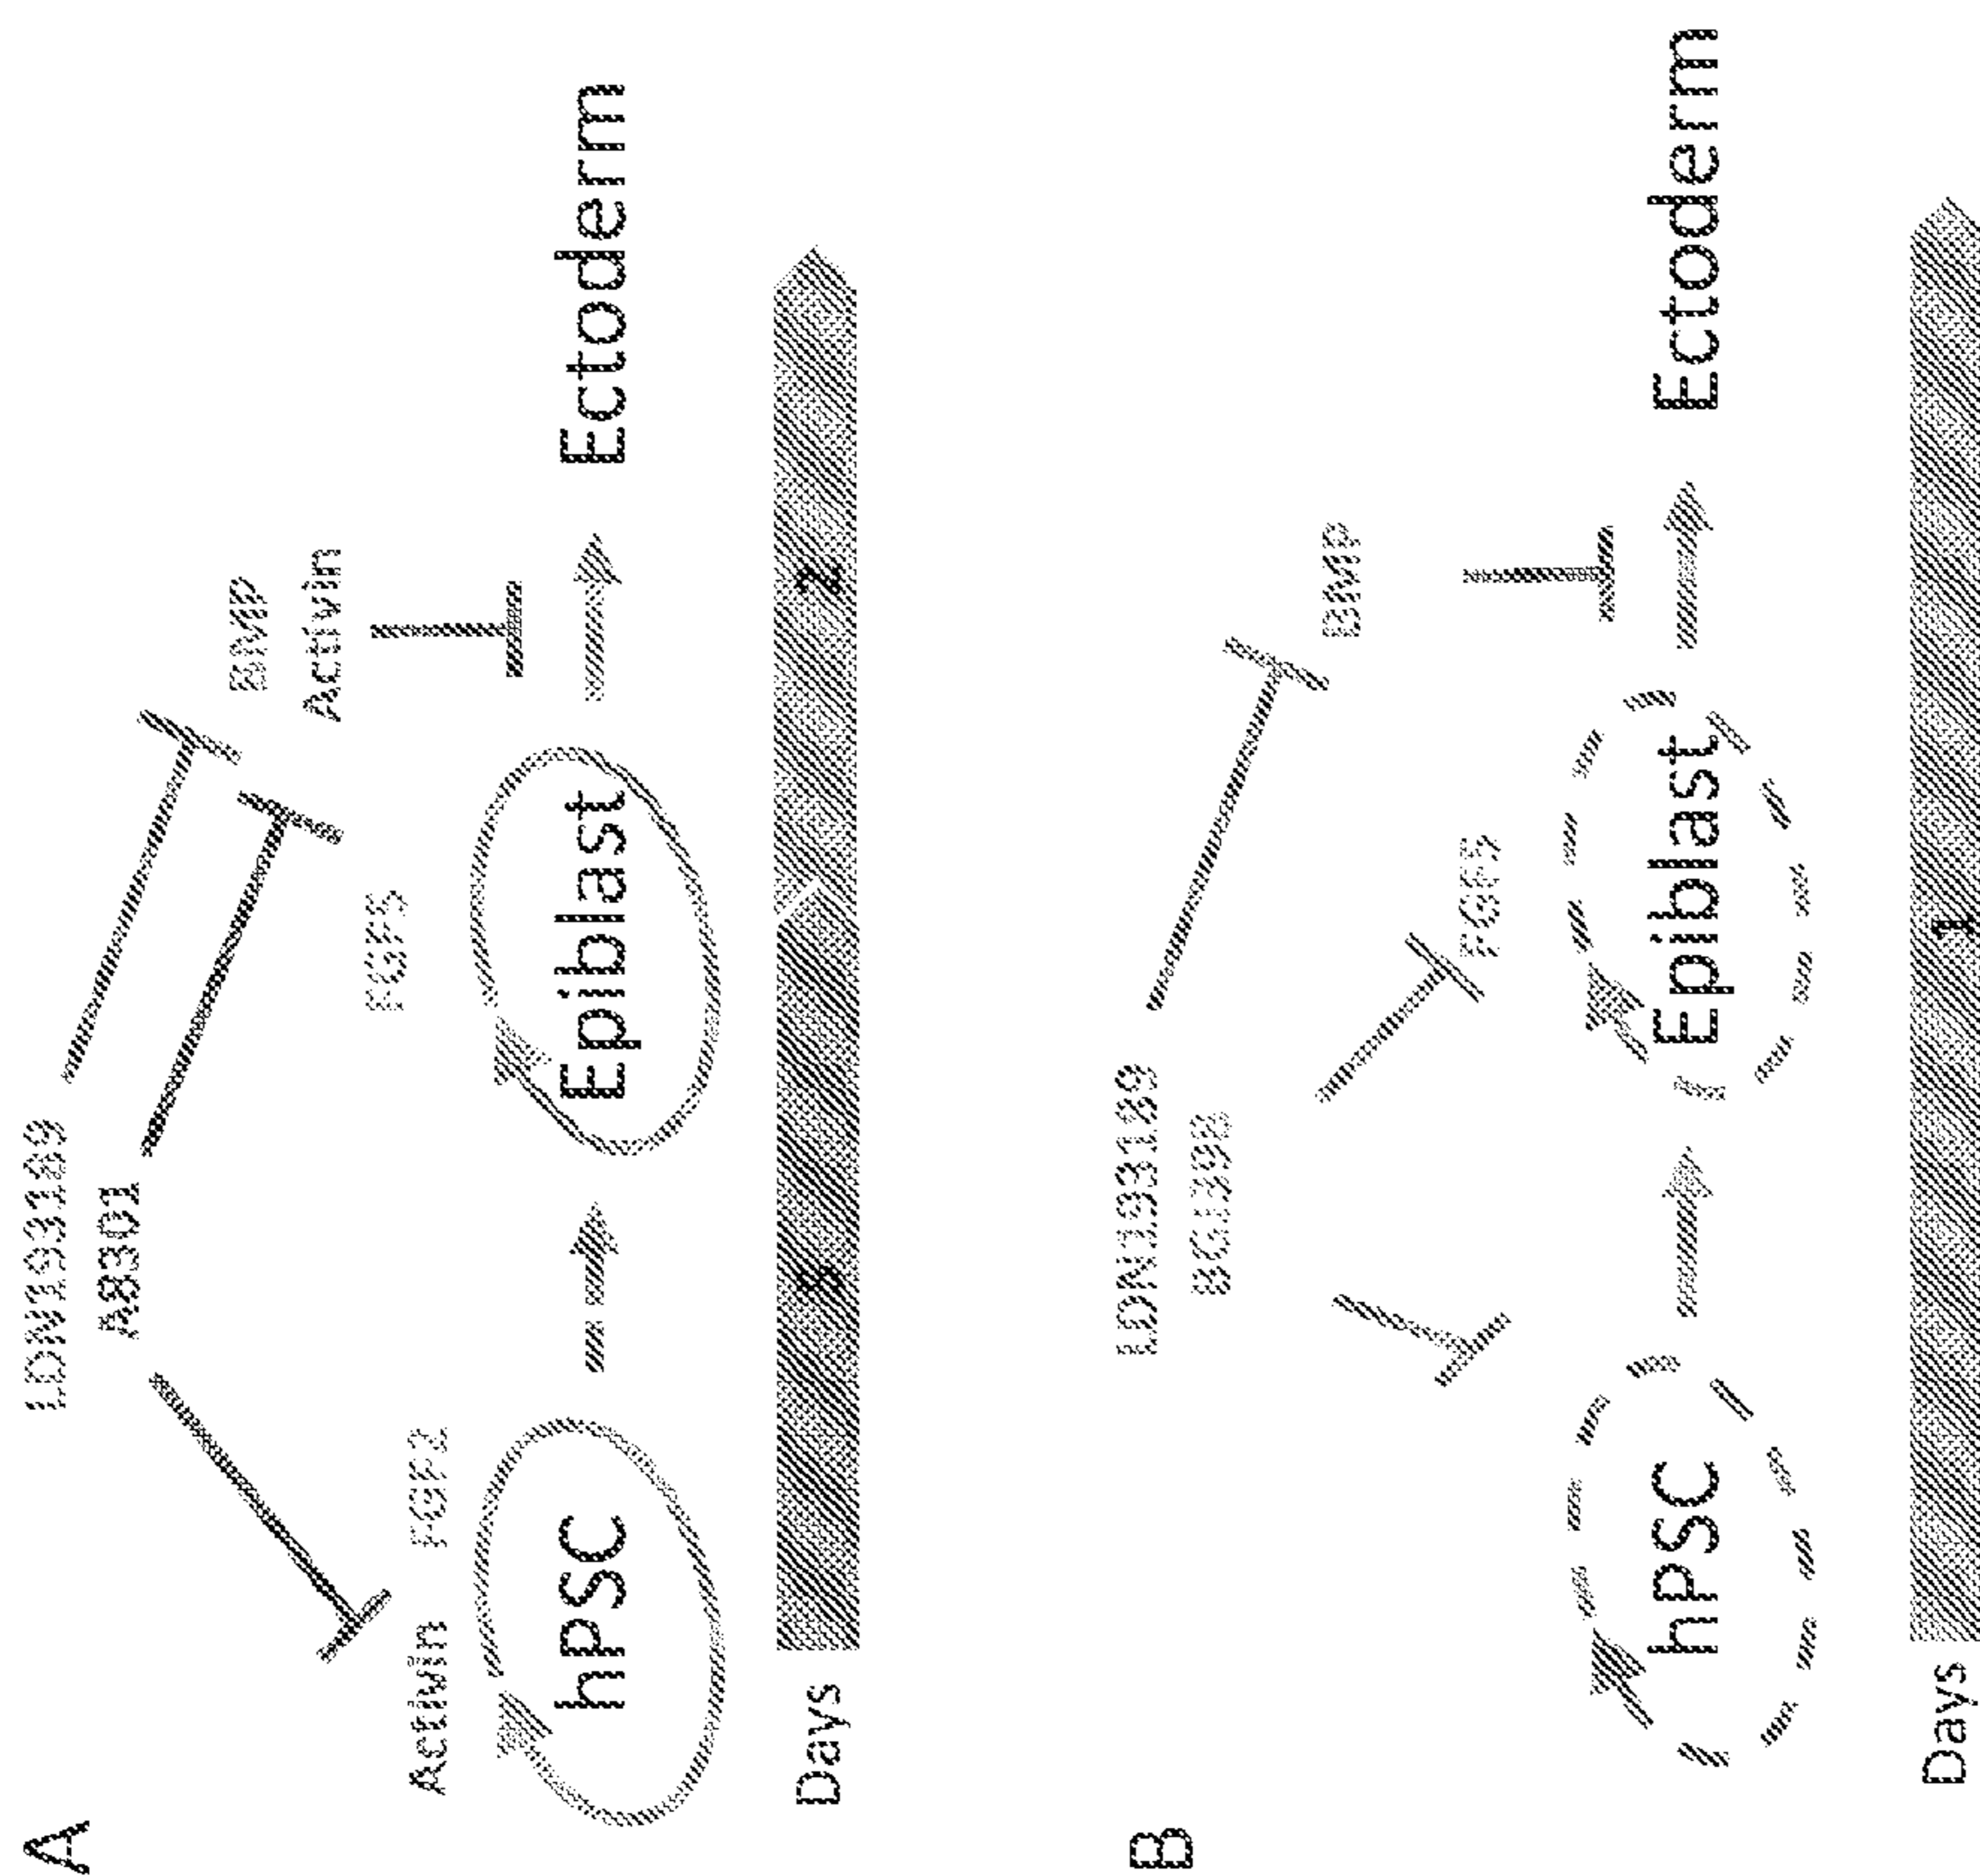 A
LDN193189
A8301
BMP
Activin
Activin FGF2
FGF5
hPSC
Epiblast
Ectoderm
Days
2
B
LDN193189
BGJ398
BMP
FGF5
hPSC
Epiblast
Ectoderm
Days
1